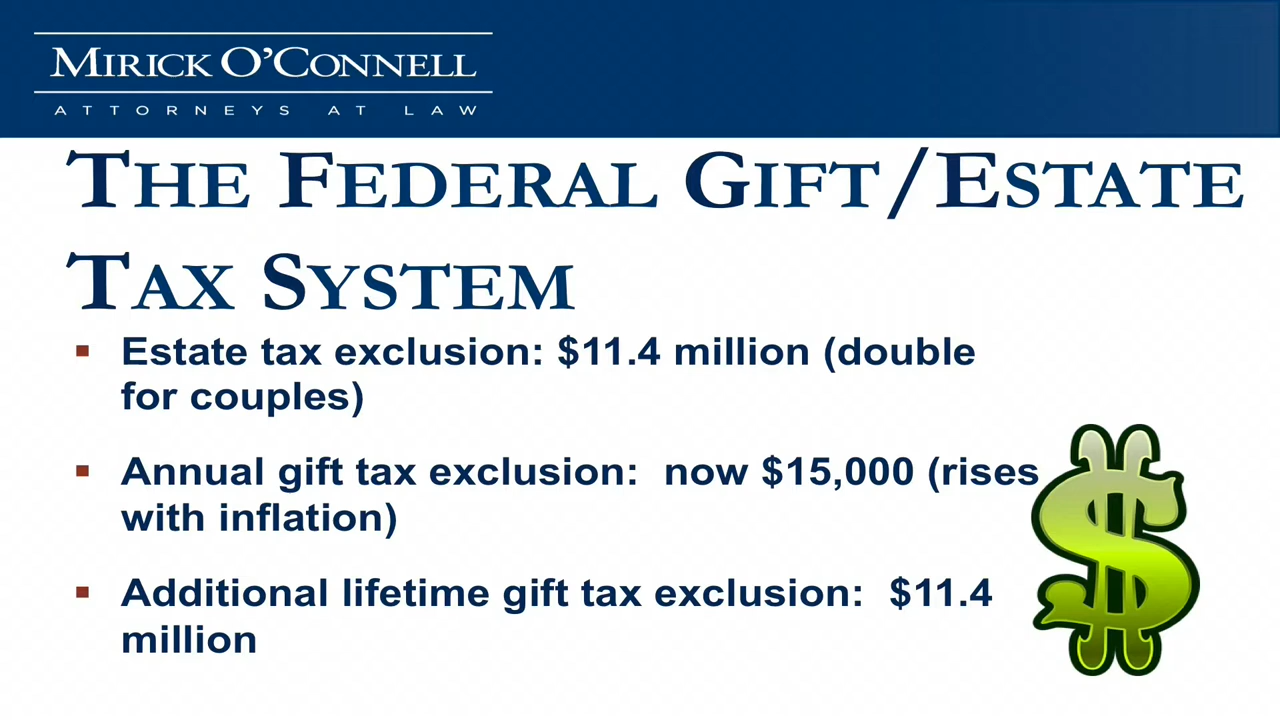 MIRICK O'CONNELL
ATTORNEYS AT LAW
THE FEDERAL GIFT/ESTATE
TAX SYSTEM
▪ Estate tax exclusion: $11.4 million (double
for couples)
▪ Annual gift tax exclusion: now $15,000 (rises
with inflation)
▪ Additional lifetime gift tax exclusion: $11.4
million